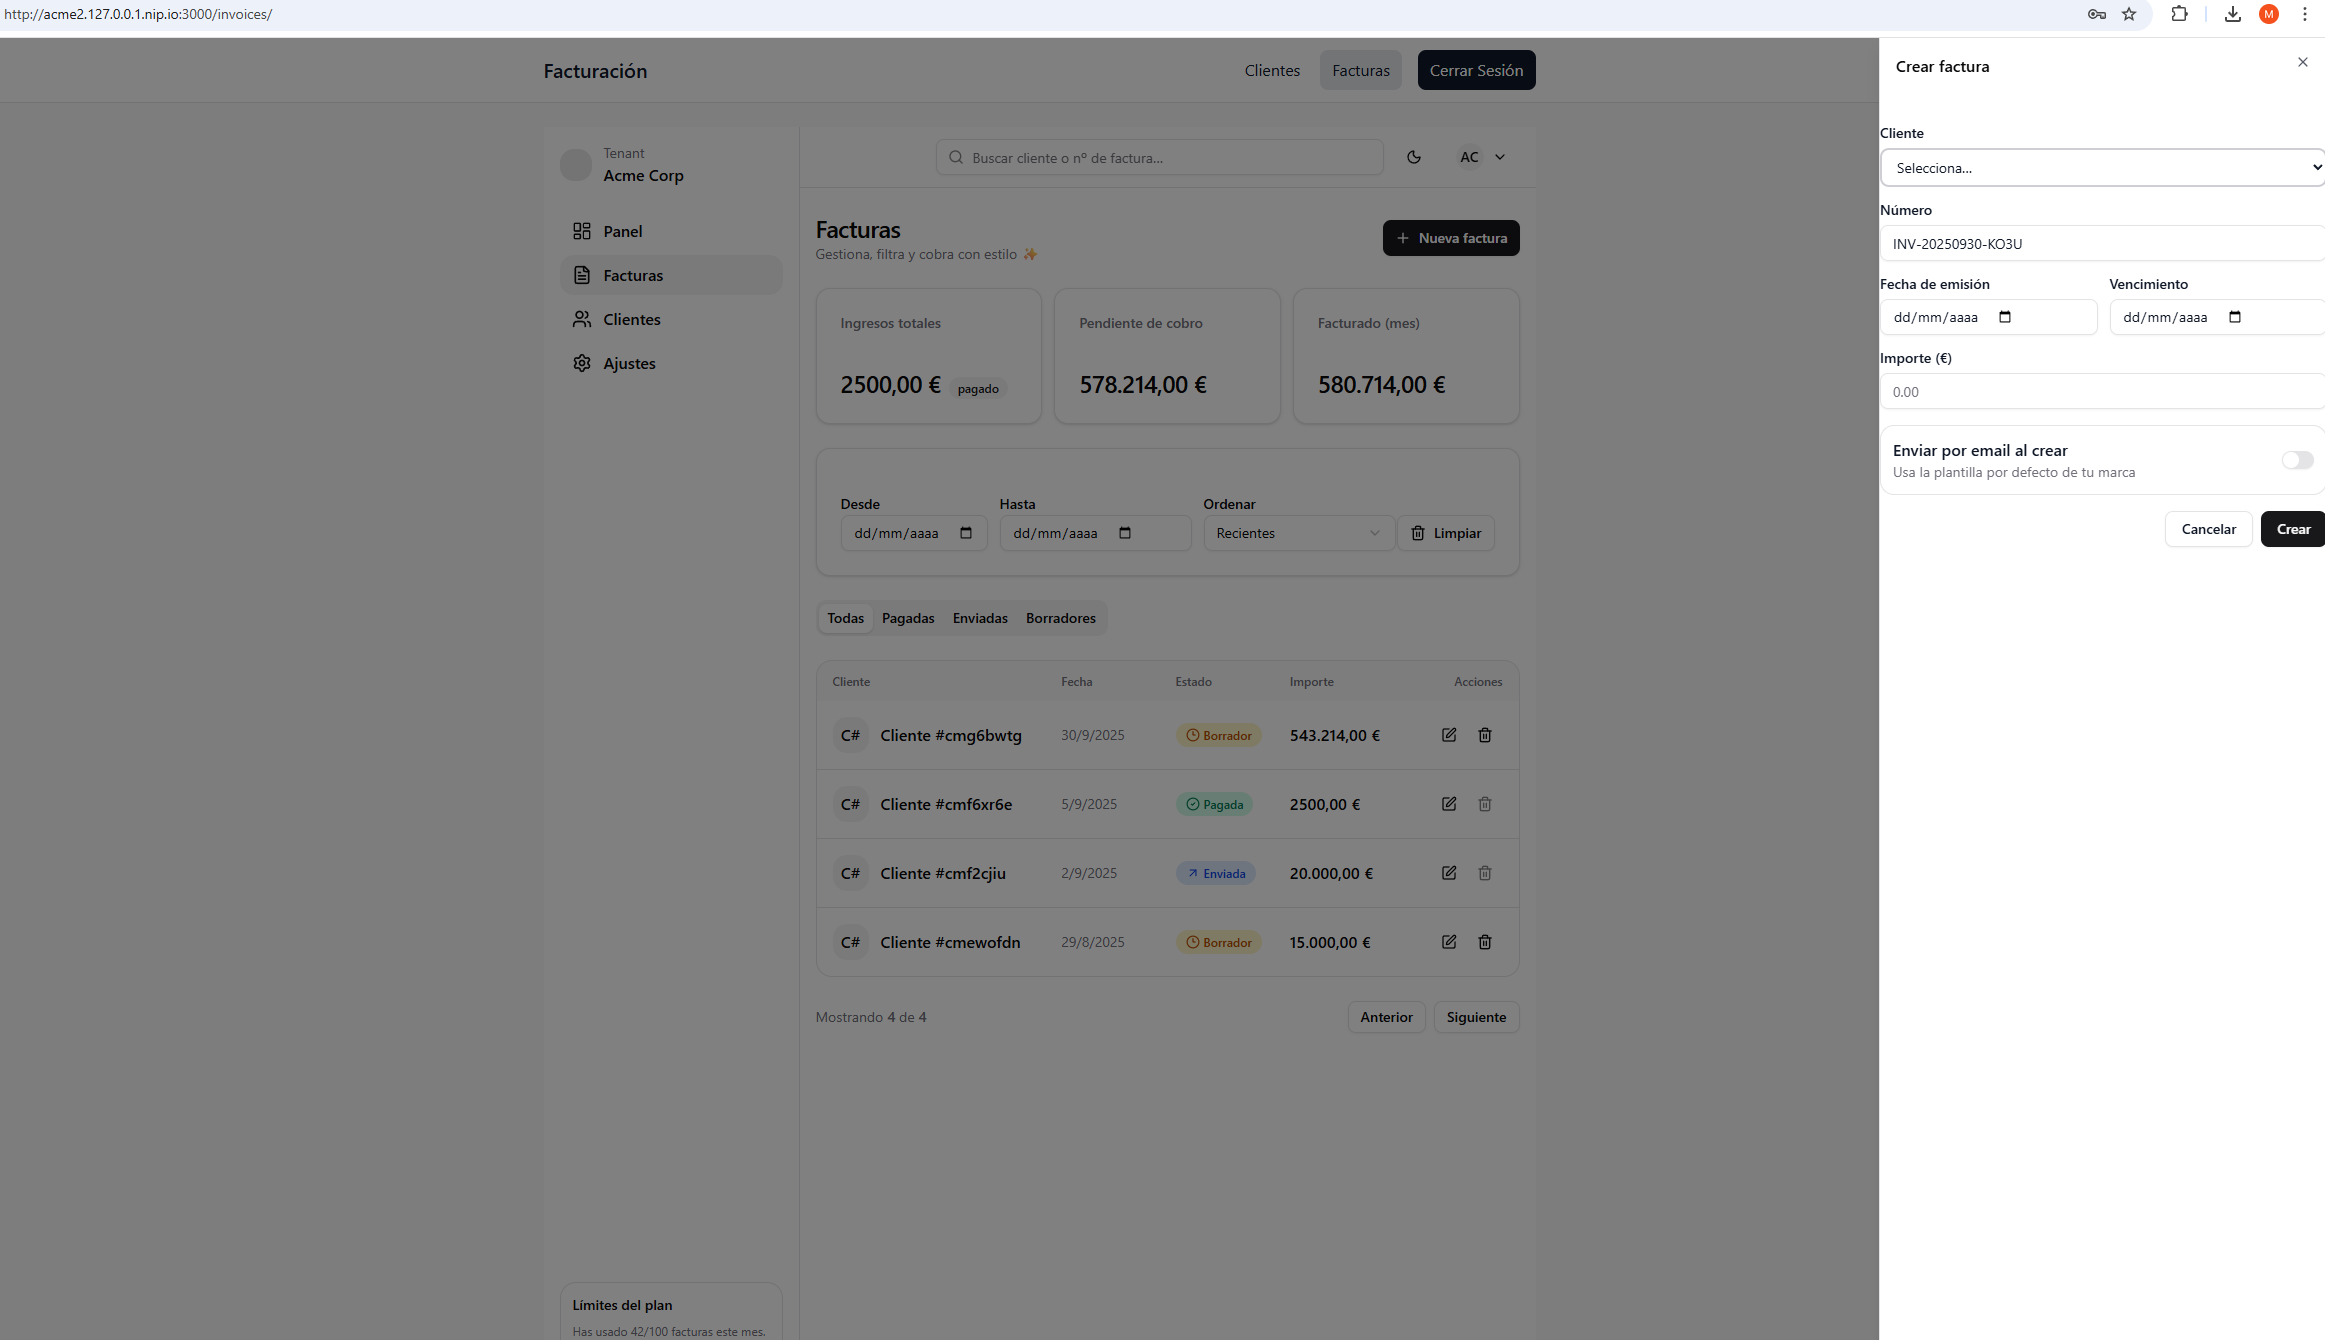 http://acme2.127.0.0.1.nip.io:3000/invoices/
M
Facturación
Clientes
Facturas
Cerrar Sesión
Tenant
Acme Corp
Panel
Facturas
Clientes
Ajustes
Límites del plan
Has usado 42/100 facturas este mes.
Buscar cliente o nº de factura...
AC
Facturas
Gestiona, filtra y cobra con estilo ✨
Nueva factura
Ingresos totales
2500,00 € pagado
Pendiente de cobro
578.214,00 €
Facturado (mes)
580.714,00 €
Desde
dd/mm/aaaa
Hasta
dd/mm/aaaa
Ordenar
Recientes
Limpiar
Todas Pagadas Enviadas Borradores
Cliente Fecha Estado Importe Acciones
C# Cliente #cmg6bwtg 30/9/2025 Borrador 543.214,00 €
C# Cliente #cmf6xr6e 5/9/2025 Pagada 2500,00 €
C# Cliente #cmf2cjiu 2/9/2025 Enviada 20.000,00 €
C# Cliente #cmewofdn 29/8/2025 Borrador 15.000,00 €
Mostrando 4 de 4
Anterior
Siguiente
Crear factura
Cliente
Selecciona...
Número
INV-20250930-KO3U
Fecha de emisión
dd/mm/aaaa
Vencimiento
dd/mm/aaaa
Importe (€)
0.00
Enviar por email al crear
Usa la plantilla por defecto de tu marca
Cancelar
Crear